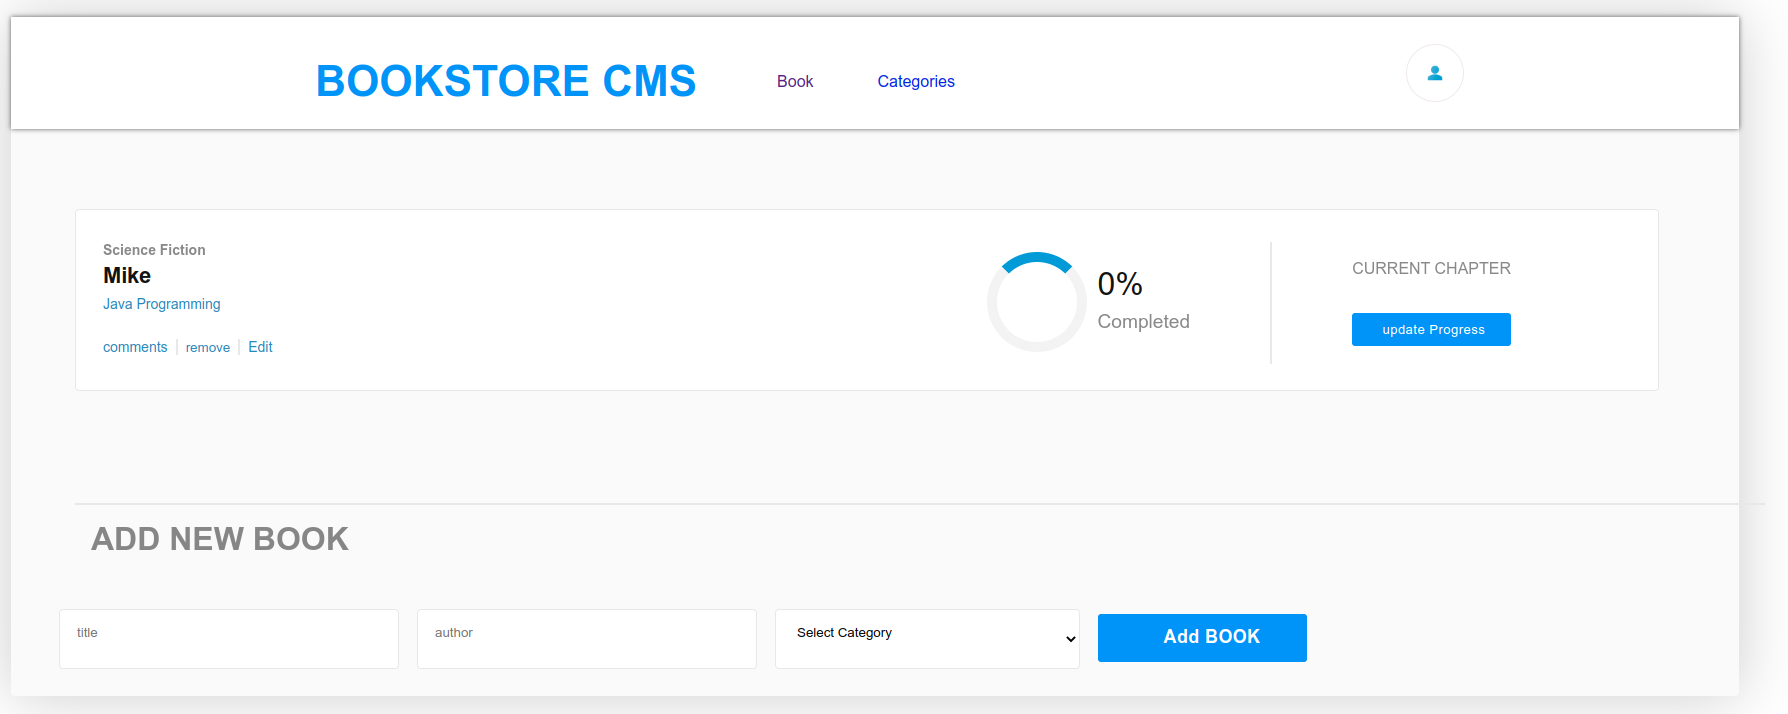 BOOKSTORE CMS
Book
Categories
Science Fiction
Mike
Java Programming
comments
remove
Edit
0%
Completed
CURRENT CHAPTER
update Progress
ADD NEW BOOK
title
author
Select Category
Add BOOK